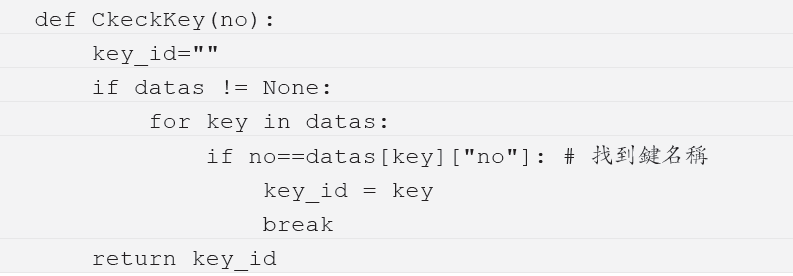 def CkeckKey(no):
    key_id=""
    if datas != None:
        for key in datas:
            if no==datas[key]["no"]: # 找到鍵名稱
                key_id = key
                break
    return key_id